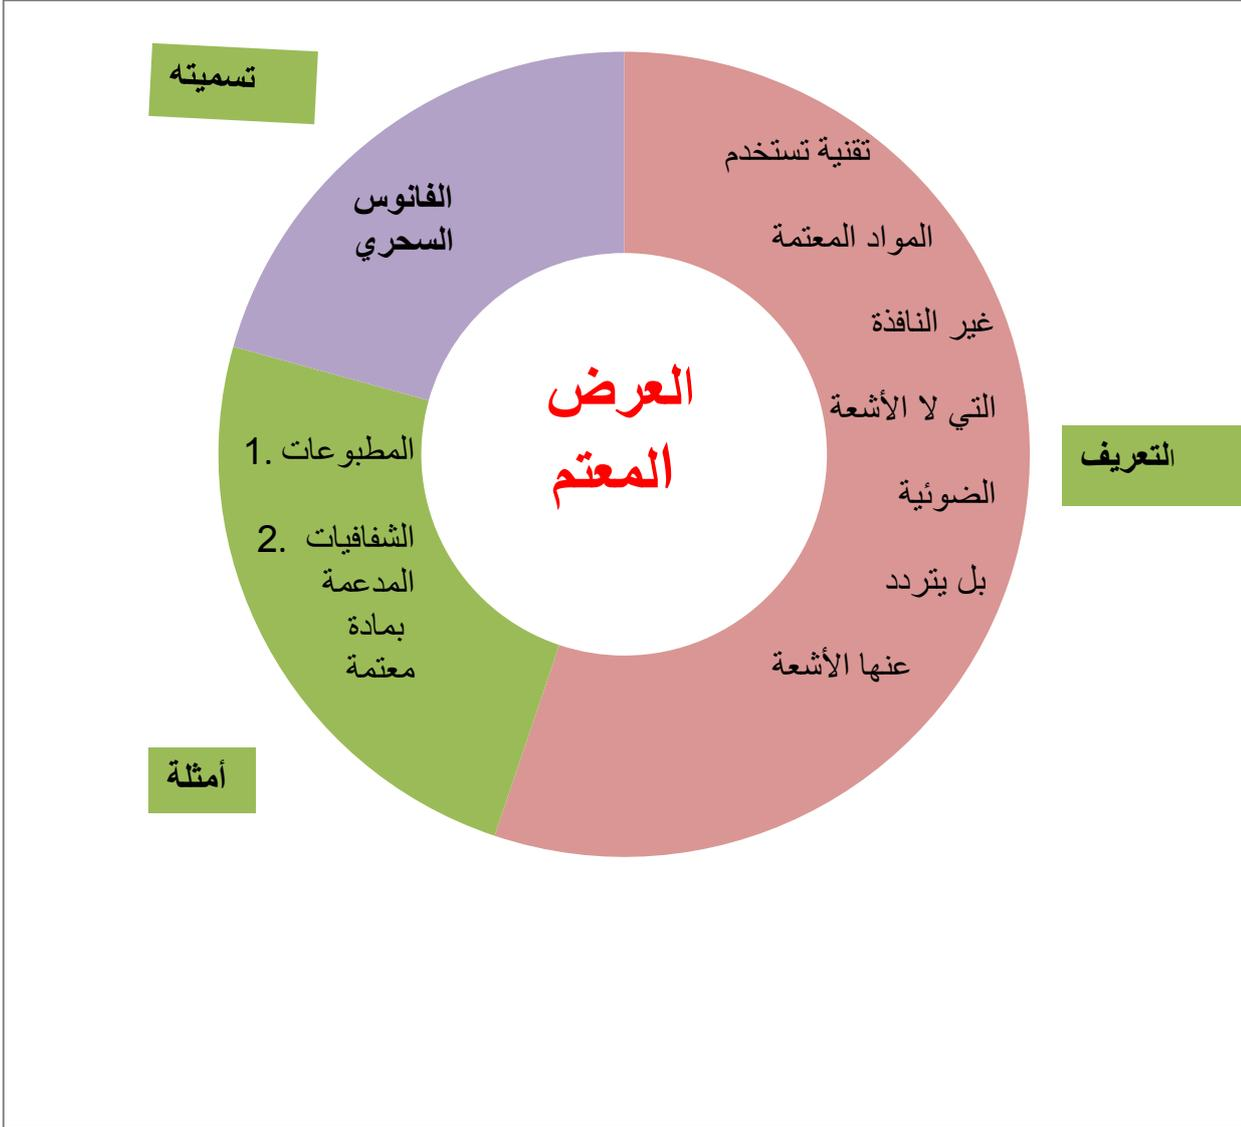 العرض
المعتم
التعريف
تقنية تستخدم
المواد المعتمة
غير النافذة
التي لا الأشعة
الضوئية
بل يتردد
عنها الأشعة
تسميته
الفانوس
السحري
أمثلة
1. المطبوعات
2. الشفافيات
المدعمة
بمادة
معتمة